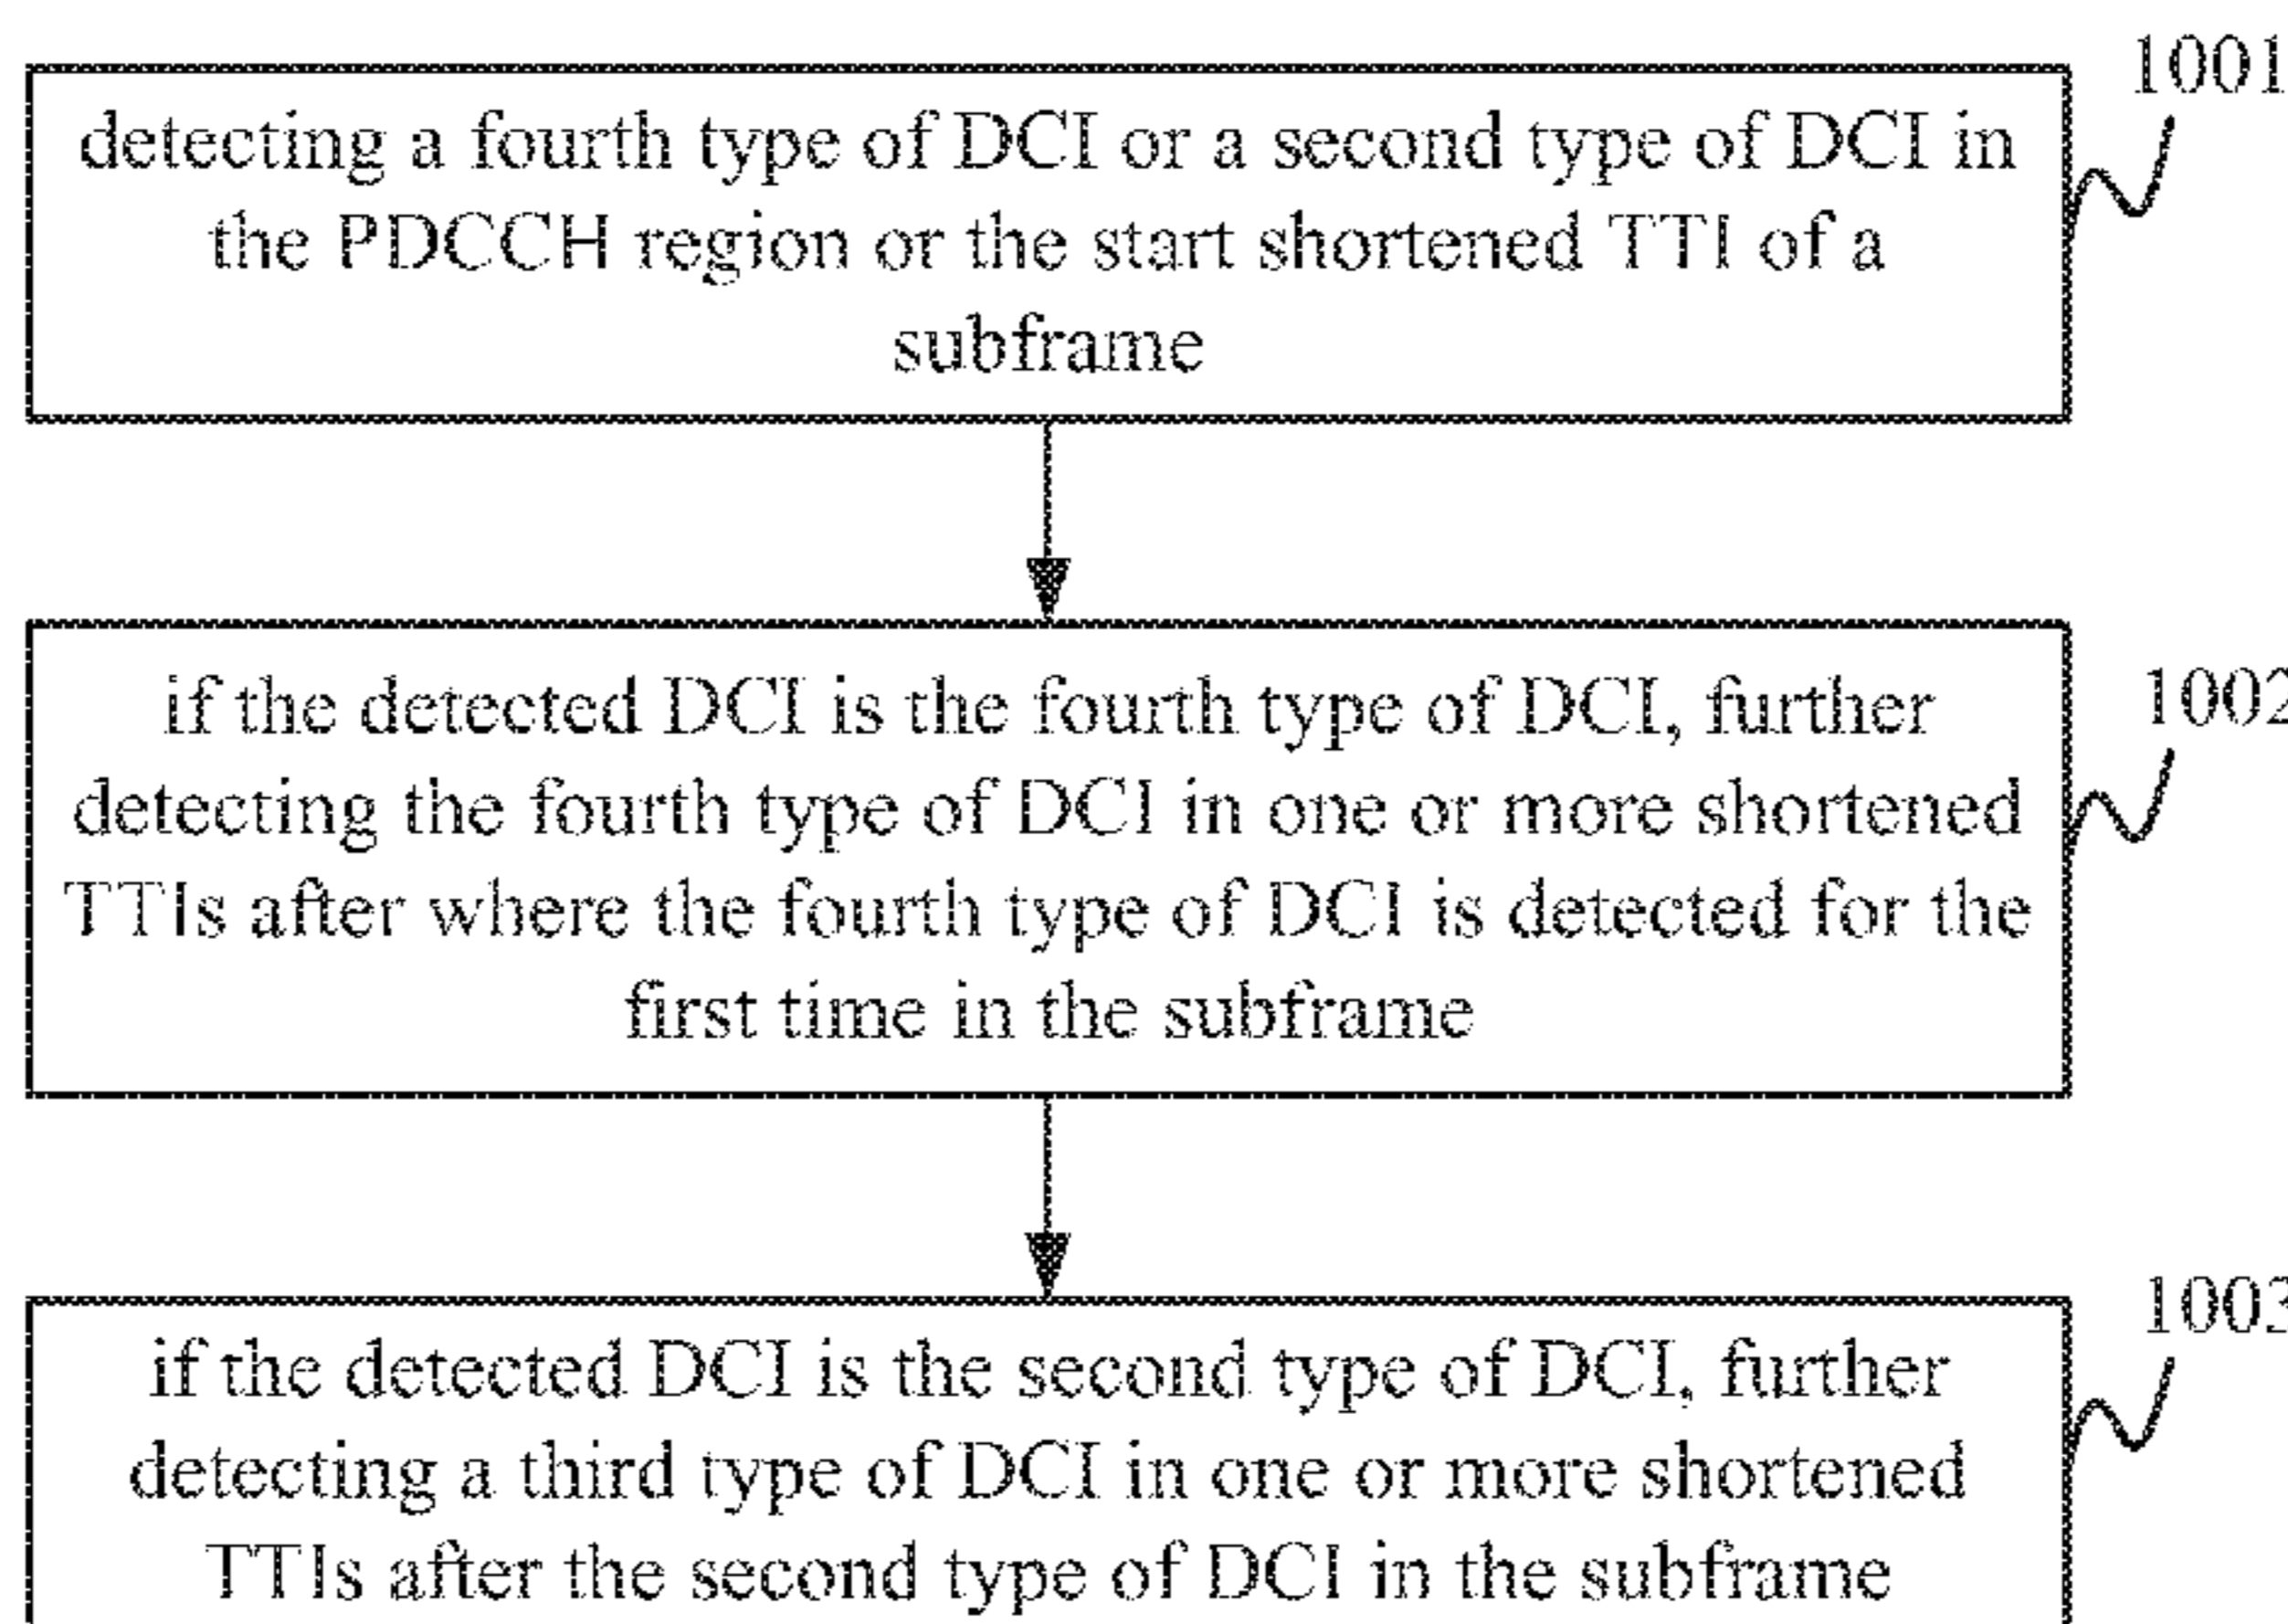 1001
detecting a fourth type of DCI or a second type of DCI in
the PDCCH region or the start shortened TTI of a
subframe
1002
if the detected DCI is the fourth type of DCI, further
detecting the fourth type of DCI in one or more shortened
TTIs after where the fourth type of DCI is detected for the
first time in the subframe
1003
if the detected DCI is the second type of DCI, further
detecting a third type of DCI in one or more shortened
TTIs after the second type of DCI in the subframe